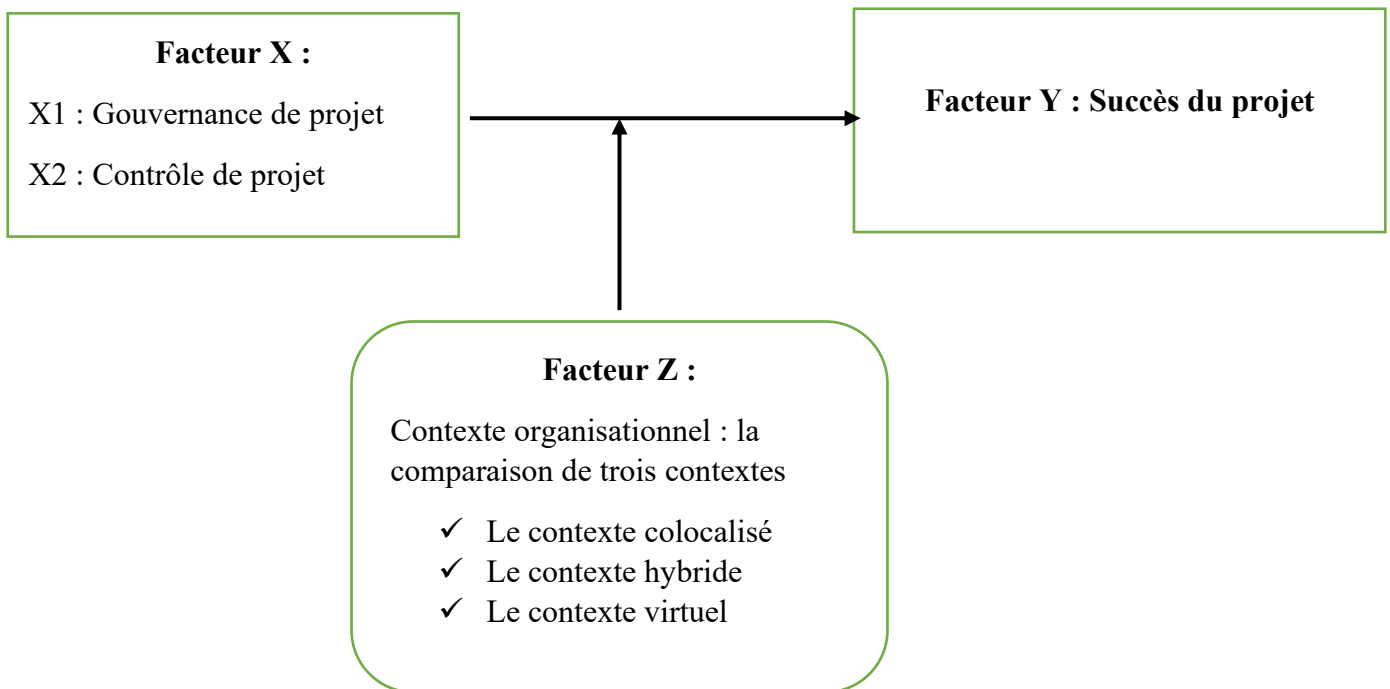 Facteur X :
X1 : Gouvernance de projet
X2 : Contrôle de projet
Facteur Y : Succès du projet
Facteur Z :
Contexte organisationnel : la
comparaison de trois contextes
✓ Le contexte colocalisé
✓ Le contexte hybride
✓ Le contexte virtuel